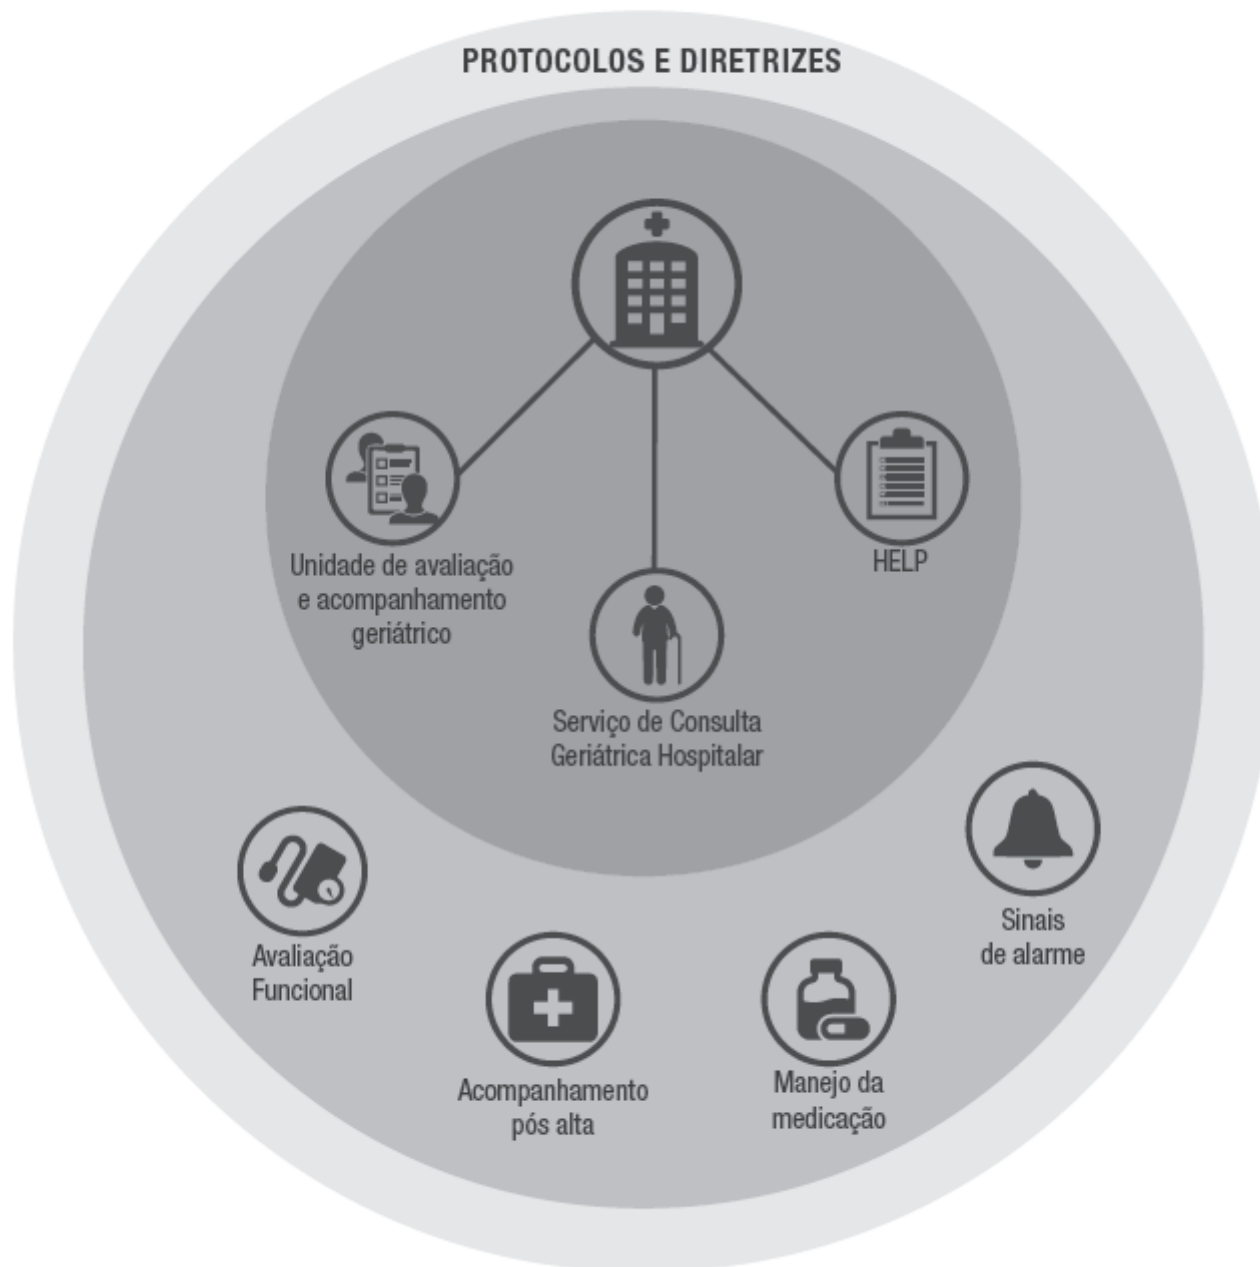 PROTOCOLOS E DIRETRIZES
Unidade de avaliação
e acompanhamento
geriátrico
HELP
Serviço de Consulta
Geriátrica Hospitalar
Avaliação
Funcional
Acompanhamento
pós alta
Manejo da
medicação
Sinais
de alarme